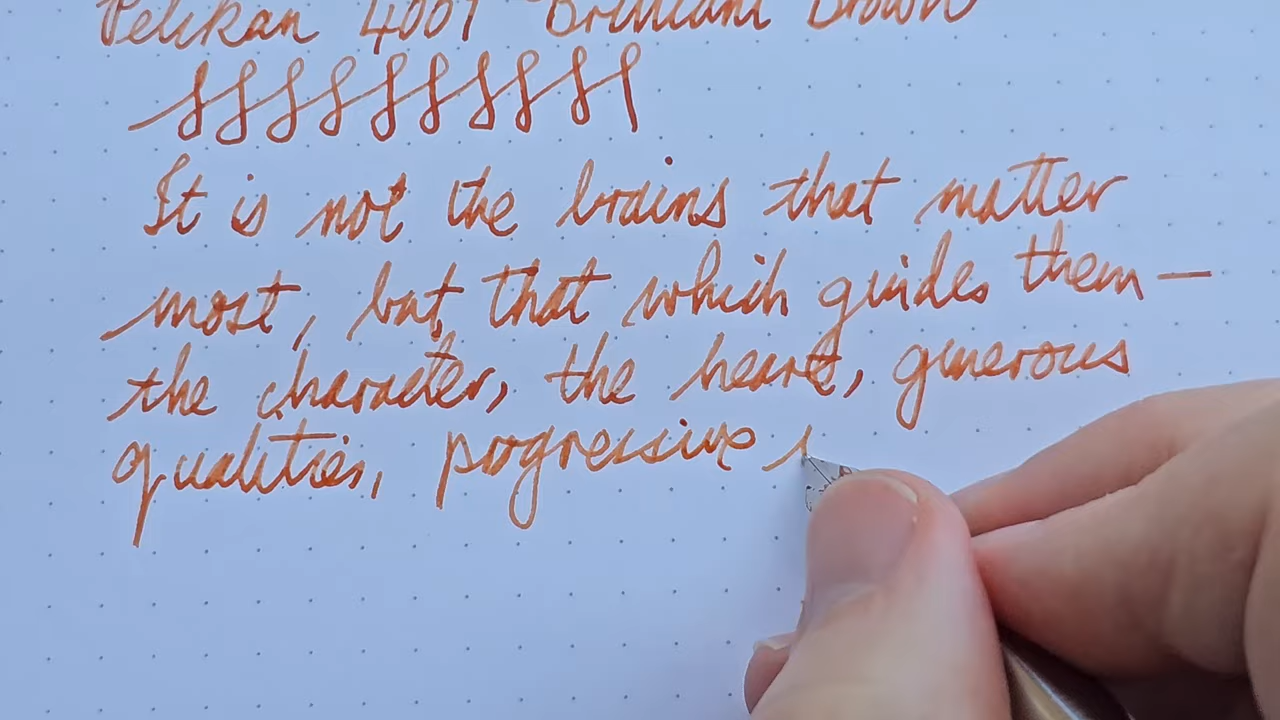 Pelikan 4001 Brilliant Brown
It is not the brains that matter
most, but that which guides them —
the character, the heart, generous
qualities, progressive